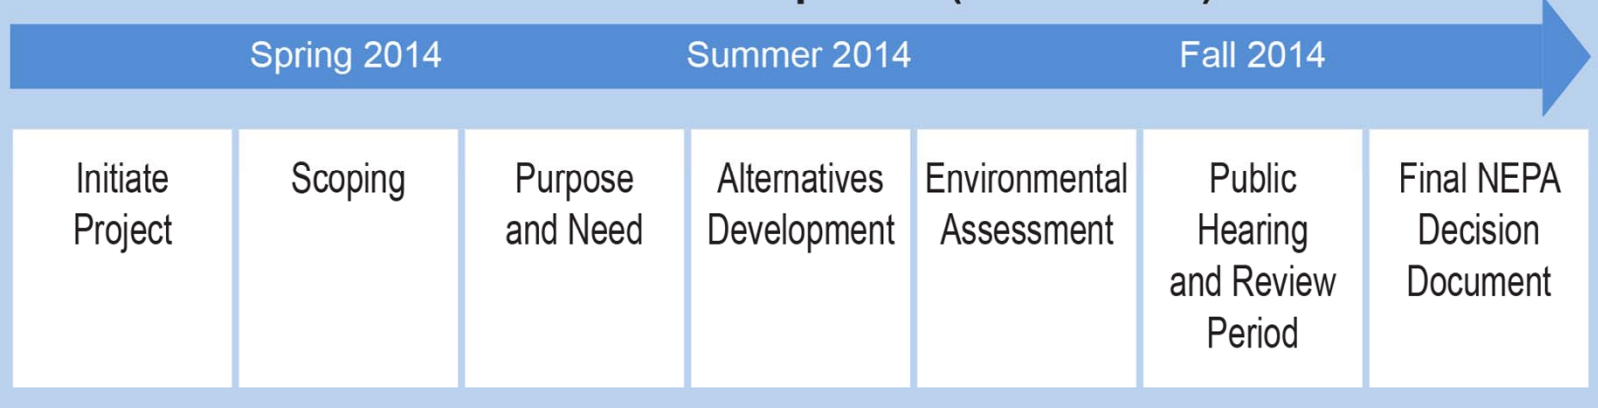 Spring 2014 Summer 2014 Fall 2014
Initiate
Project
Scoping
Purpose
and Need
Alternatives
Development
Environmental
Assessment
Public
Hearing
and Review
Period
Final NEPA
Decision
Document